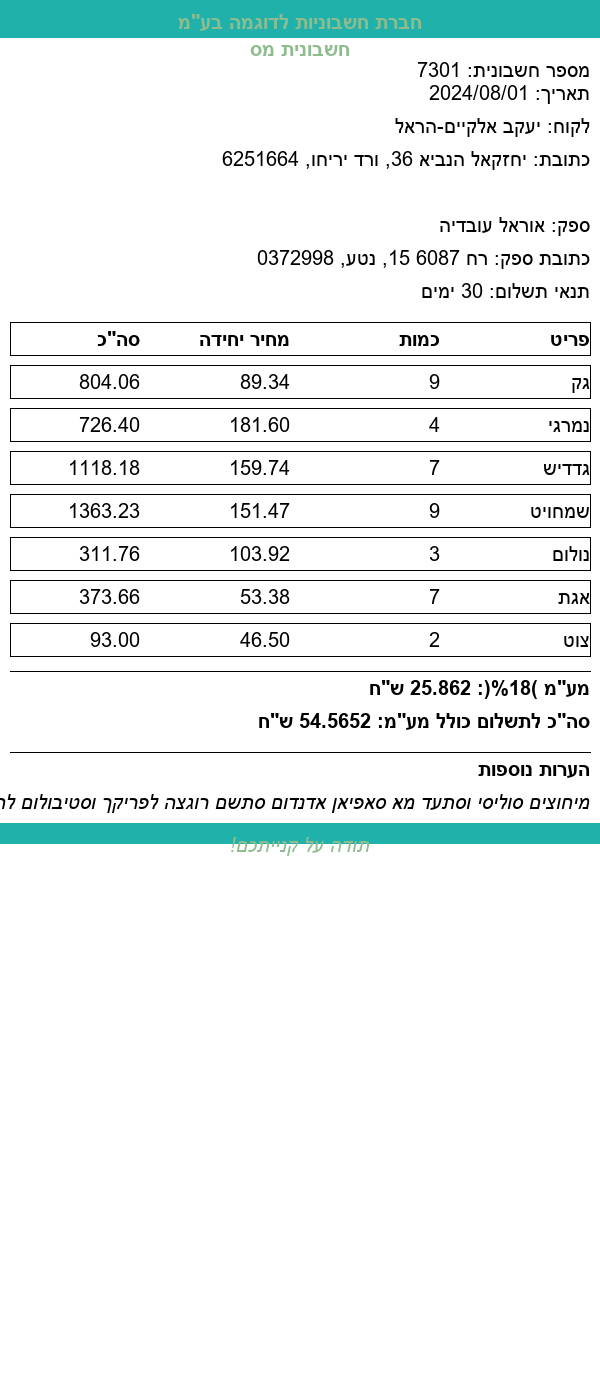 חברת חשבוניות לדוגמה בע"מ
חשבונית מס
מספר חשבונית: 7301
תאריך: 2024/08/01
לקוח: יעקב אלקיים-הראל
כתובת: יחזקאל הנביא 36, ורד יריחו, 6251664
ספק: אוראל עובדיה
כתובת ספק: רח 6087 15, נטע, 0372998
תנאי תשלום: 30 ימים
פריט כמות מחיר יחידה סה"כ
גק 9 89.34 804.06
נמרגי 4 181.60 726.40
גדדיש 7 159.74 1118.18
שמחויט 9 151.47 1363.23
נולום 3 103.92 311.76
אגת 7 53.38 373.66
צוט 2 46.50 93.00
מע"מ )18%(: 25.862 ש"ח
סה"כ לתשלום כולל מע"מ: 54.5652 ש"ח
הערות נוספות
מיחוצים סוליסי וסתעד מא סאפיאן אדנדום סתשם רוגצה לפריקך וסטיבולום
תודה על קנייתכם!